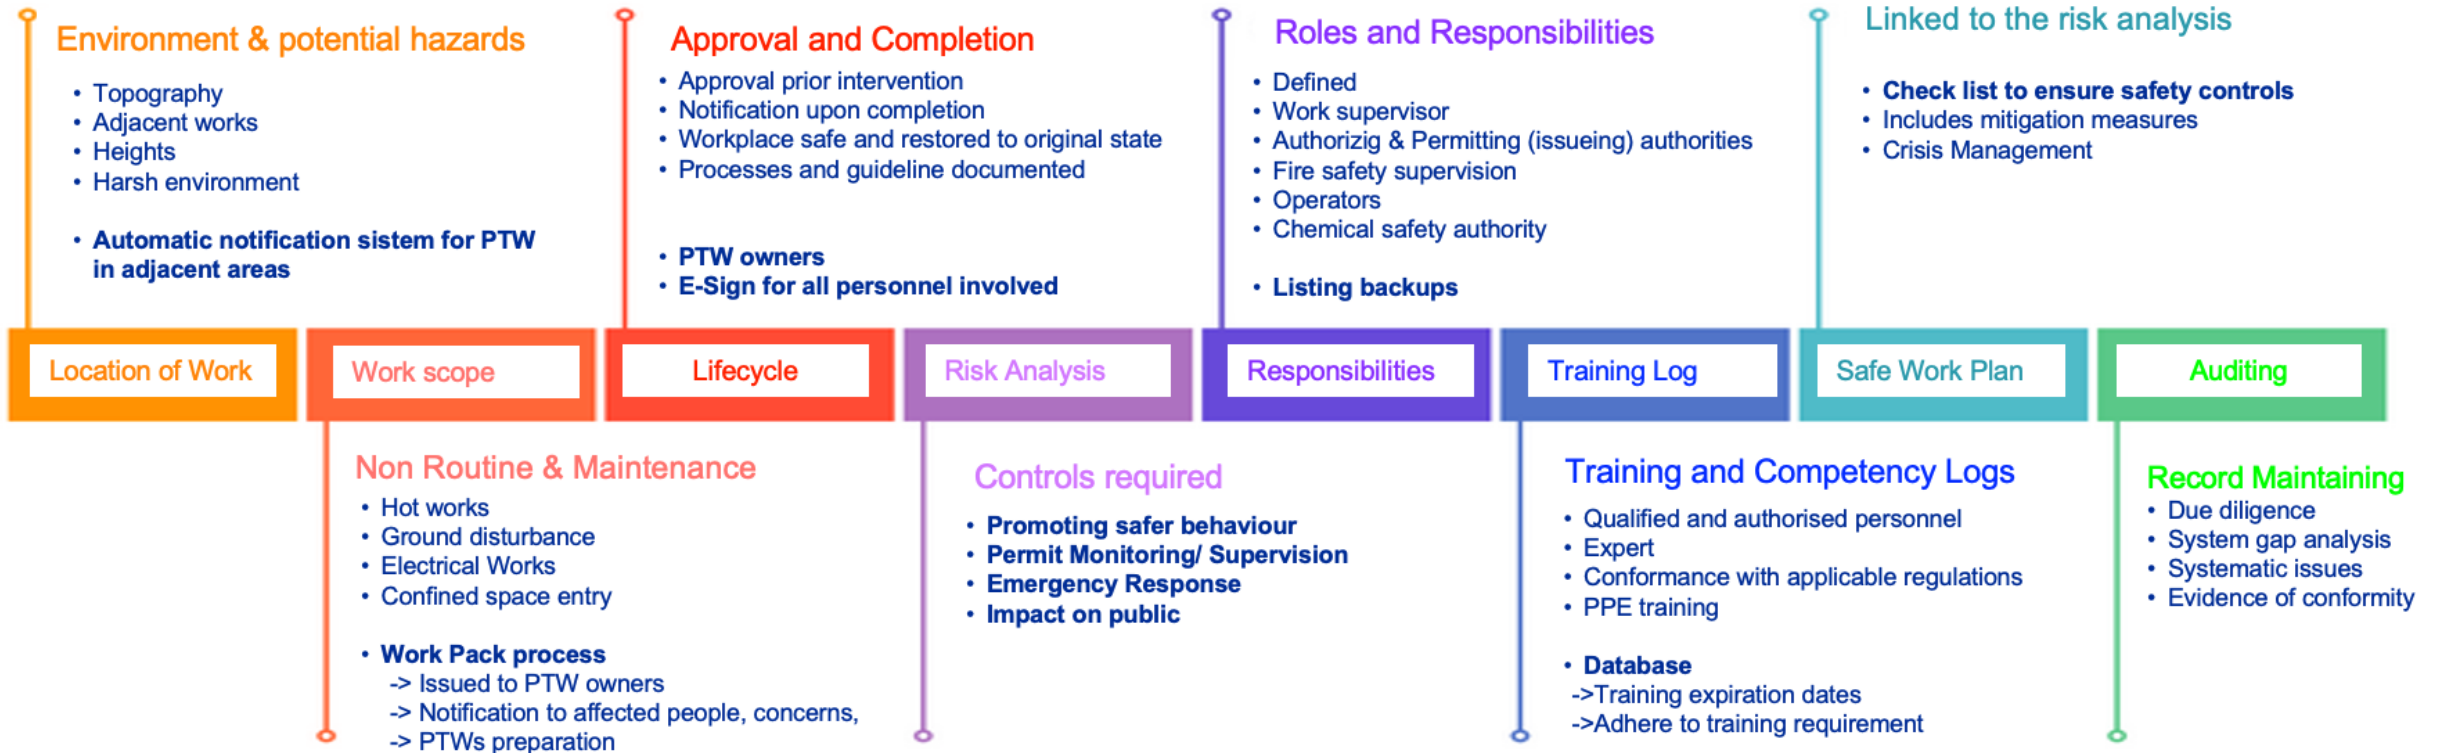 Environment & potential hazards
• Topography
• Adjacent works
• Heights
• Harsh environment
• Automatic notification sistem for PTW
in adjacent areas
Approval and Completion
• Approval prior intervention
• Notification upon completion
• Workplace safe and restored to original state
• Processes and guideline documented
• PTW owners
• E-Sign for all personnel involved
Roles and Responsibilities
• Defined
• Work supervisor
• Authorizig & Permitting (issueing) authorities
• Fire safety supervision
• Operators
• Chemical safety authority
• Listing backups
Linked to the risk analysis
• Check list to ensure safety controls
• Includes mitigation measures
• Crisis Management
Location of Work
Work scope
Lifecycle
Risk Analysis
Responsibilities
Training Log
Safe Work Plan
Auditing
Non Routine & Maintenance
• Hot works
• Ground disturbance
• Electrical Works
• Confined space entry
• Work Pack process
-> Issued to PTW owners
-> Notification to affected people, concerns,
-> PTWs preparation
Controls required
• Promoting safer behaviour
• Permit Monitoring/ Supervision
• Emergency Response
• Impact on public
Training and Competency Logs
• Qualified and authorised personnel
• Expert
• Conformance with applicable regulations
• PPE training
• Database
->Training expiration dates
->Adhere to training requirement
Record Maintaining
• Due diligence
• System gap analysis
• Systematic issues
• Evidence of conformity